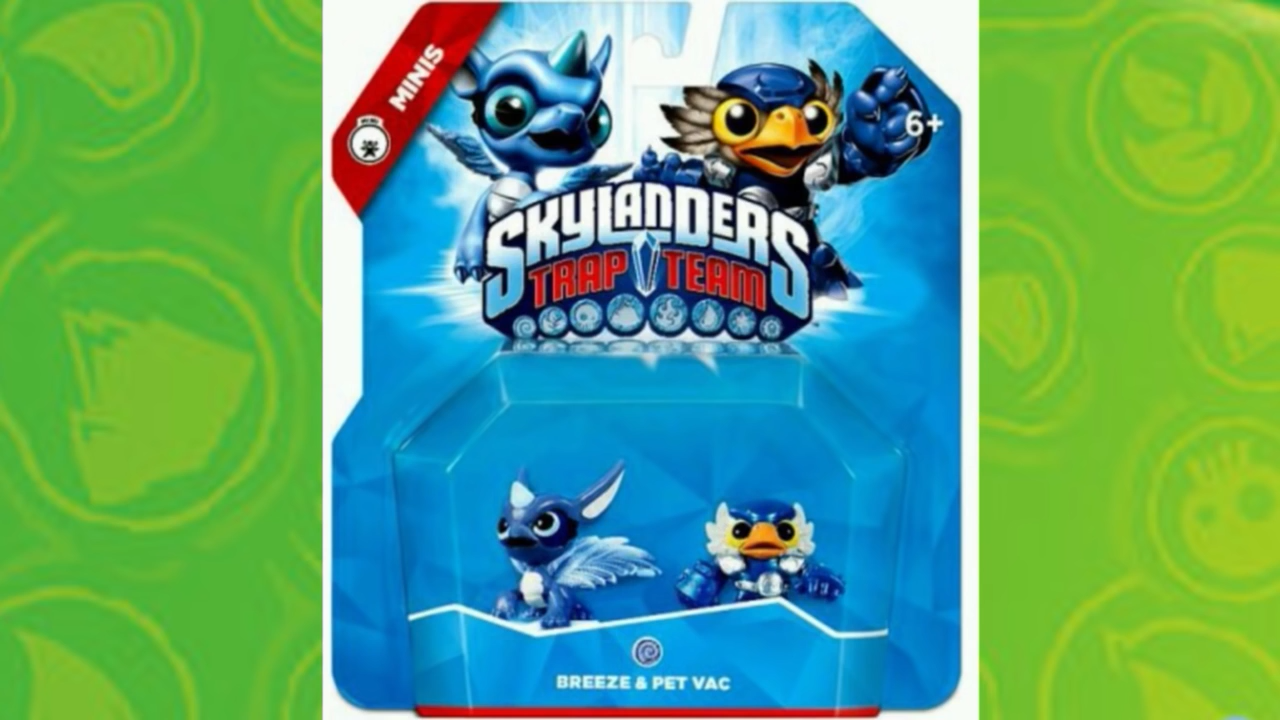 MINIS
6+
SKYLANDERS
TRAP TEAM
BREEZE & PET VAC